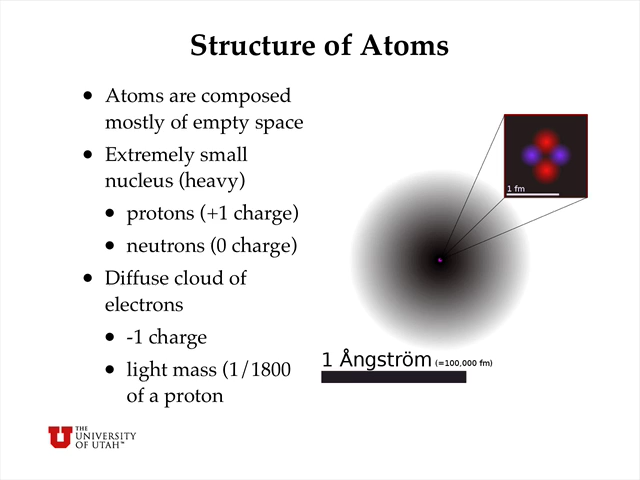 Structure of Atoms
• Atoms are composed
mostly of empty space
• Extremely small
nucleus (heavy)
• protons (+1 charge)
• neutrons (0 charge)
• Diffuse cloud of
electrons
• -1 charge
• light mass (1/1800
of a proton
1 fm
1 Ångström (=100,000 fm)
THE
UNIVERSITY
OF UTAH™